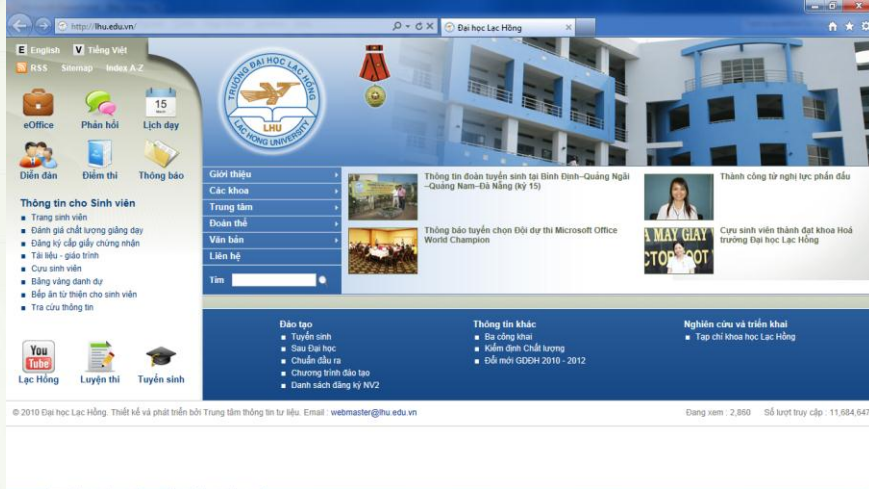 http://lhu.edu.vn/
Đại học Lạc Hồng
E English V Tiếng Việt
RSS Sitemap Index A-Z
eOffice Phản hồi Lịch dạy
15
Diễn đàn Điểm thi Thông báo
Thông tin cho Sinh viên
Trang sinh viên
Đánh giá chất lượng giảng dạy
Đăng ký cấp giấy chứng nhận
Tài liệu - giáo trình
Cựu sinh viên
Bảng vàng danh dự
Bếp ăn từ thiện cho sinh viên
Tra cứu thông tin
You
Tube
Lạc Hồng Luyện thi Tuyển sinh
TRƯỜNG ĐẠI HỌC LẠC HỒNG
LHU
LAC HONG UNIVERSITY
Giới thiệu
Các khoa
Trung tâm
Đoàn thể
Văn bản
Liên hệ
Tìm
Thông tin đoàn tuyển sinh tại Bình Định–Quảng Ngãi
–Quảng Nam–Đà Nẵng (kỳ 15)
Thông báo tuyển chọn Đội dự thi Microsoft Office
World Champion
Thành công từ nghị lực phấn đấu
A MAY GIAY
Cựu sinh viên thành đạt khoa Hoá
trường Đại học Lạc Hồng
Đào tạo
Tuyển sinh
Sau Đại học
Chuẩn đầu ra
Chương trình đào tạo
Danh sách đăng ký NV2
Thông tin khác
Ba công khai
Kiểm định Chất lượng
Đổi mới GDĐH 2010 - 2012
Nghiên cứu và triển khai
Tạp chí khoa học Lạc Hồng
© 2010 Đại học Lạc Hồng. Thiết kế và phát triển bởi Trung tâm thông tin tư liệu. Email : webmaster@lhu.edu.vn
Đang xem : 2,860 Số lượt truy cập : 11,684,647